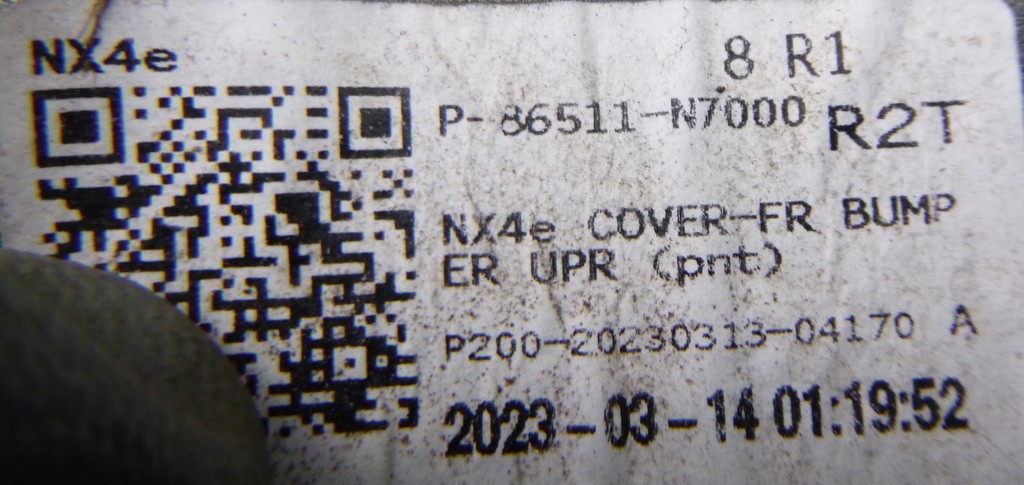 NX4e
8 R1
P-86511-N7000 R2T
NX4e COVER-FR BUMP
ER UPR (pnt)
P200-20230313-04170 A
2023-03-14 01:19:52